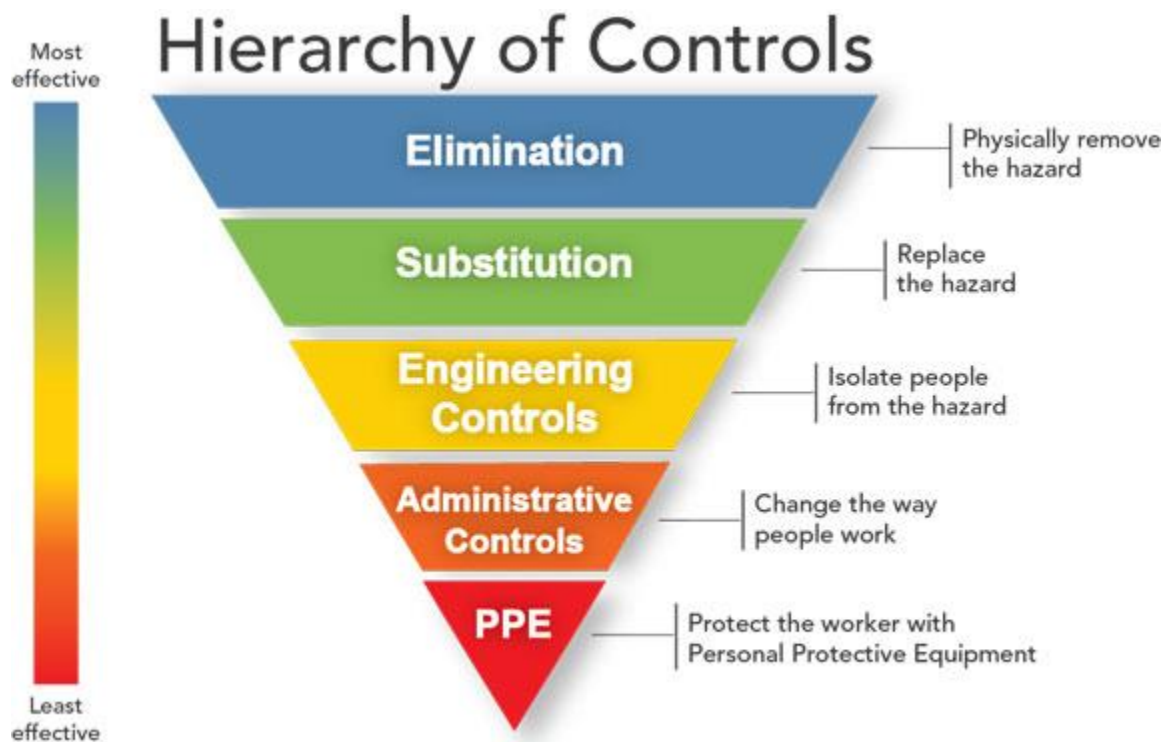 Hierarchy of Controls
Most
effective
Elimination
Physically remove
the hazard
Substitution
Replace
the hazard
Engineering
Controls
Isolate people
from the hazard
Administrative
Controls
Change the way
people work
PPE
Protect the worker with
Personal Protective Equipment
Least
effective